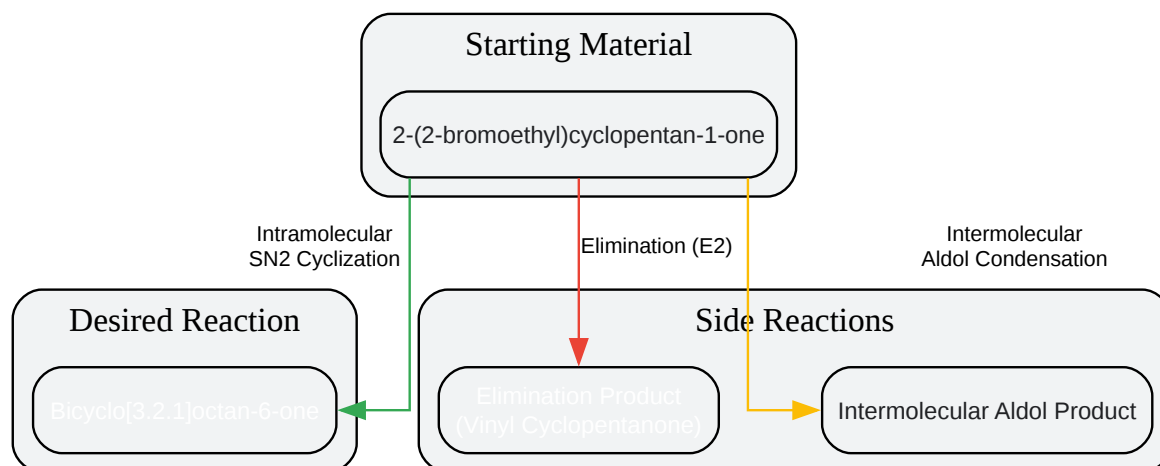 Starting Material
2-(2-bromoethyl)cyclopentan-1-one
Intramolecular
SN2 Cyclization
Elimination (E2)
Intermolecular
Aldol Condensation
Desired Reaction
Side Reactions
Bicyclo[3.2.1]octan-6-one
Elimination Product
(Vinyl Cyclopentanone)
Intermolecular Aldol Product